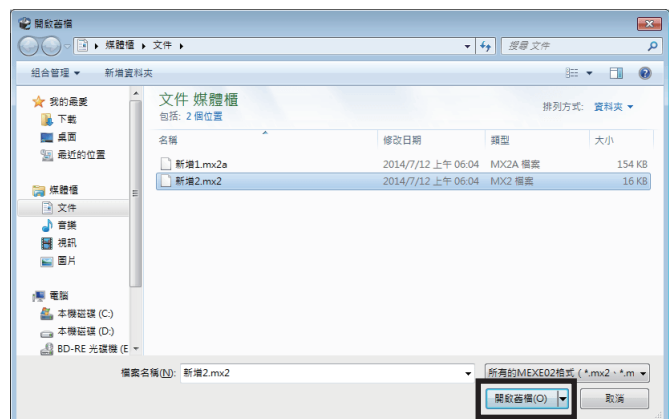 開啟舊檔
媒體櫃 ▸ 文件 ▸
搜尋 文件
組合管理 ▼ 新增資料夾
我的最愛
下載
桌面
最近的位置
媒體櫃
文件
音樂
視訊
圖片
電腦
本機磁碟 (C:)
本機磁碟 (D:)
BD-RE 光碟機 (E
文件 媒體櫃
包括: 2 個位置
排列方式: 資料夾 ▼
名稱 修改日期 類型 大小
新增1.mx2a 2014/7/12 上午 06:04 MX2A 檔案 154 KB
新增2.mx2 2014/7/12 上午 06:04 MX2 檔案 16 KB
檔案名稱(N): 新增2.mx2
所有的MEXE02格式 (*.mx2、*.m
開啟舊檔(O) 取消